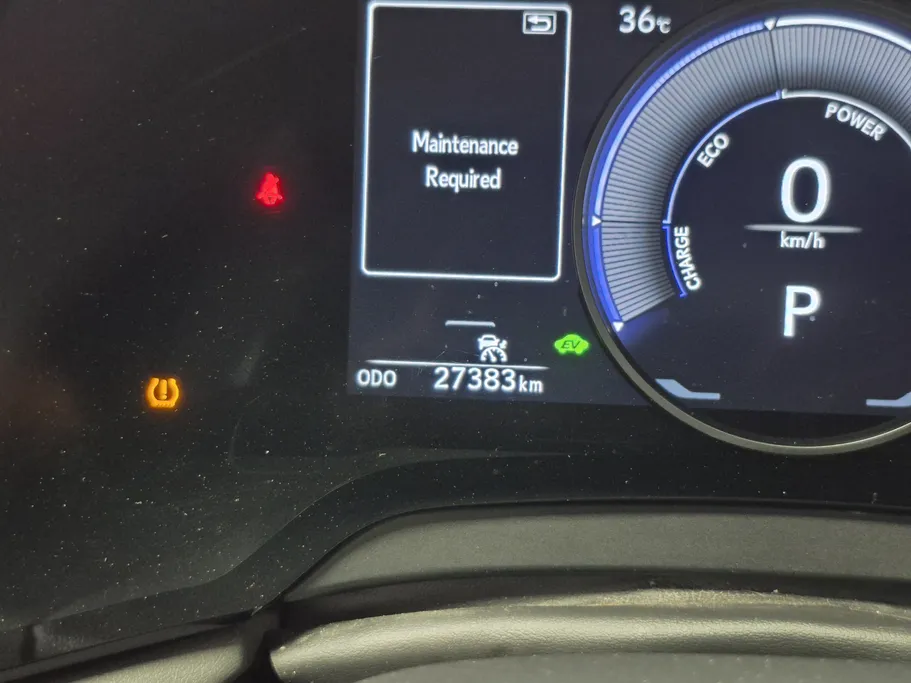 36℃
Maintenance
Required
POWER
ECO
CHARGE
0
km/h
P
EV
ODO 27383km